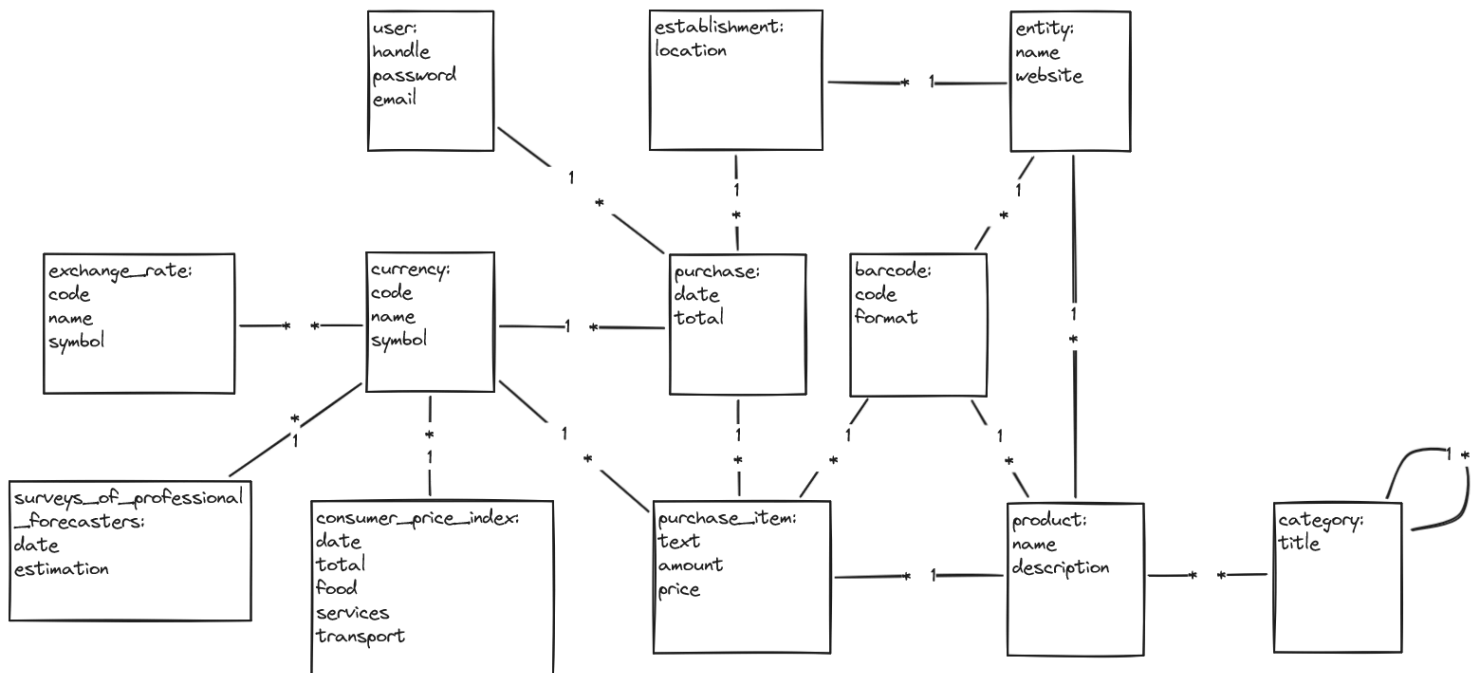 user:
handle
password
email
establishment:
location
entity:
name
website
* 1
1
*
1
*
1
*
exchange_rate:
code
name
symbol
currency:
code
name
symbol
purchase:
date
total
barcode:
code
format
* *
1 *
1
*
*
1
*
1
1
*
1
*
1
*
1
*
1 *
surveys_of_professional
_forecasters:
date
estimation
consumer_price_index:
date
total
food
services
transport
purchase_item:
text
amount
price
product:
name
description
category:
title
* 1
* *